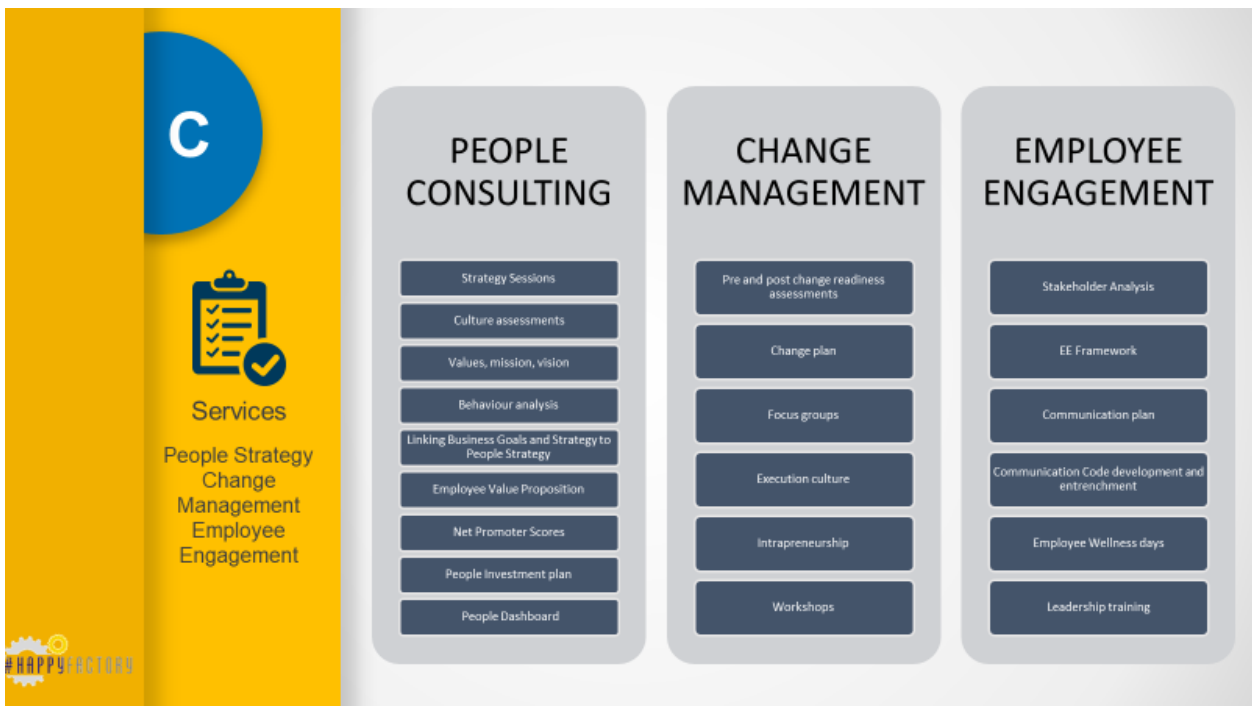 C
Services
People Strategy
Change
Management
Employee
Engagement
#HAPPYFACTORY
PEOPLE
CONSULTING
Strategy Sessions
Culture assessments
Values, mission, vision
Behaviour analysis
Linking Business Goals and Strategy to
People Strategy
Employee Value Proposition
Net Promoter Scores
People Investment plan
People Dashboard
CHANGE
MANAGEMENT
Pre and post change readiness
assessments
Change plan
Focus groups
Execution culture
Intrapreneurship
Workshops
EMPLOYEE
ENGAGEMENT
Stakeholder Analysis
EE Framework
Communication plan
Communication Code development and
entrenchment
Employee Wellness days
Leadership training